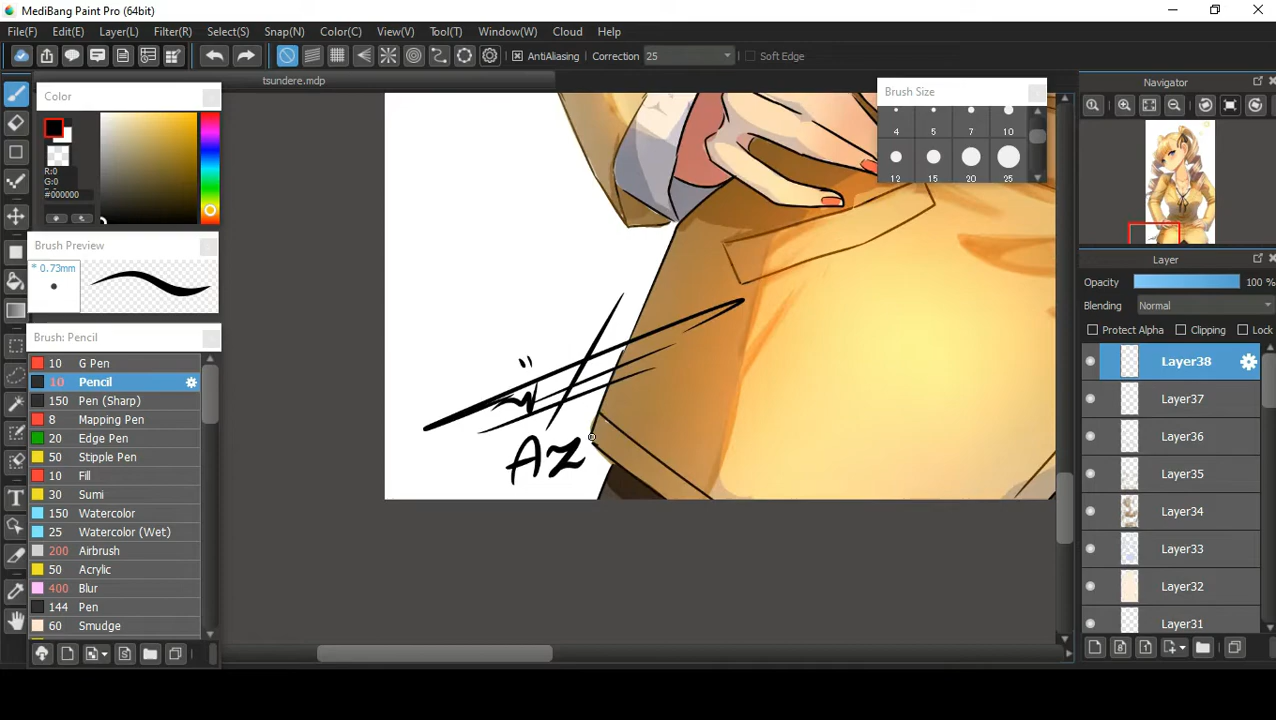 MediBang Paint Pro (64bit)
File(F) Edit(E) Layer(L) Filter(R) Select(S) Snap(N) Color(C) View(V) Tool(T) Window(W) Cloud Help
AntiAliasing Correction 25 Soft Edge
tsundere.mdp
Color
R:0
G:0
#000000
Brush Preview
* 0.73mm
Brush: Pencil
10 G Pen
10 Pencil
150 Pen (Sharp)
8 Mapping Pen
20 Edge Pen
50 Stipple Pen
10 Fill
30 Sumi
150 Watercolor
25 Watercolor (Wet)
200 Airbrush
50 Acrylic
400 Blur
144 Pen
60 Smudge
AZ
Brush Size
4 5 7 10
12 15 20 25
Navigator
Layer
Opacity 100 %
Blending Normal
Protect Alpha Clipping Lock
Layer38
Layer37
Layer36
Layer35
Layer34
Layer33
Layer32
Layer31